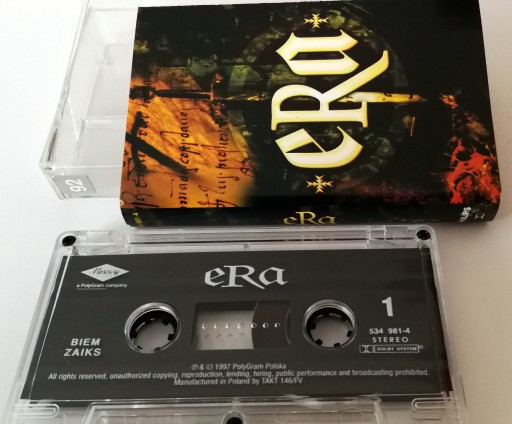 eRa
92
eRa
Mercury
a PolyGram company
eRa
1
534 981-4
STEREO
DOLBY SYSTEM
BIEM
ZAIKS
℗ & © 1997 PolyGram Polska
All rights reserved, unauthorized copying, reproduction, lending, hiring, public performance and broadcasting prohibited.
Manufactured in Poland by TAKT 146/FV